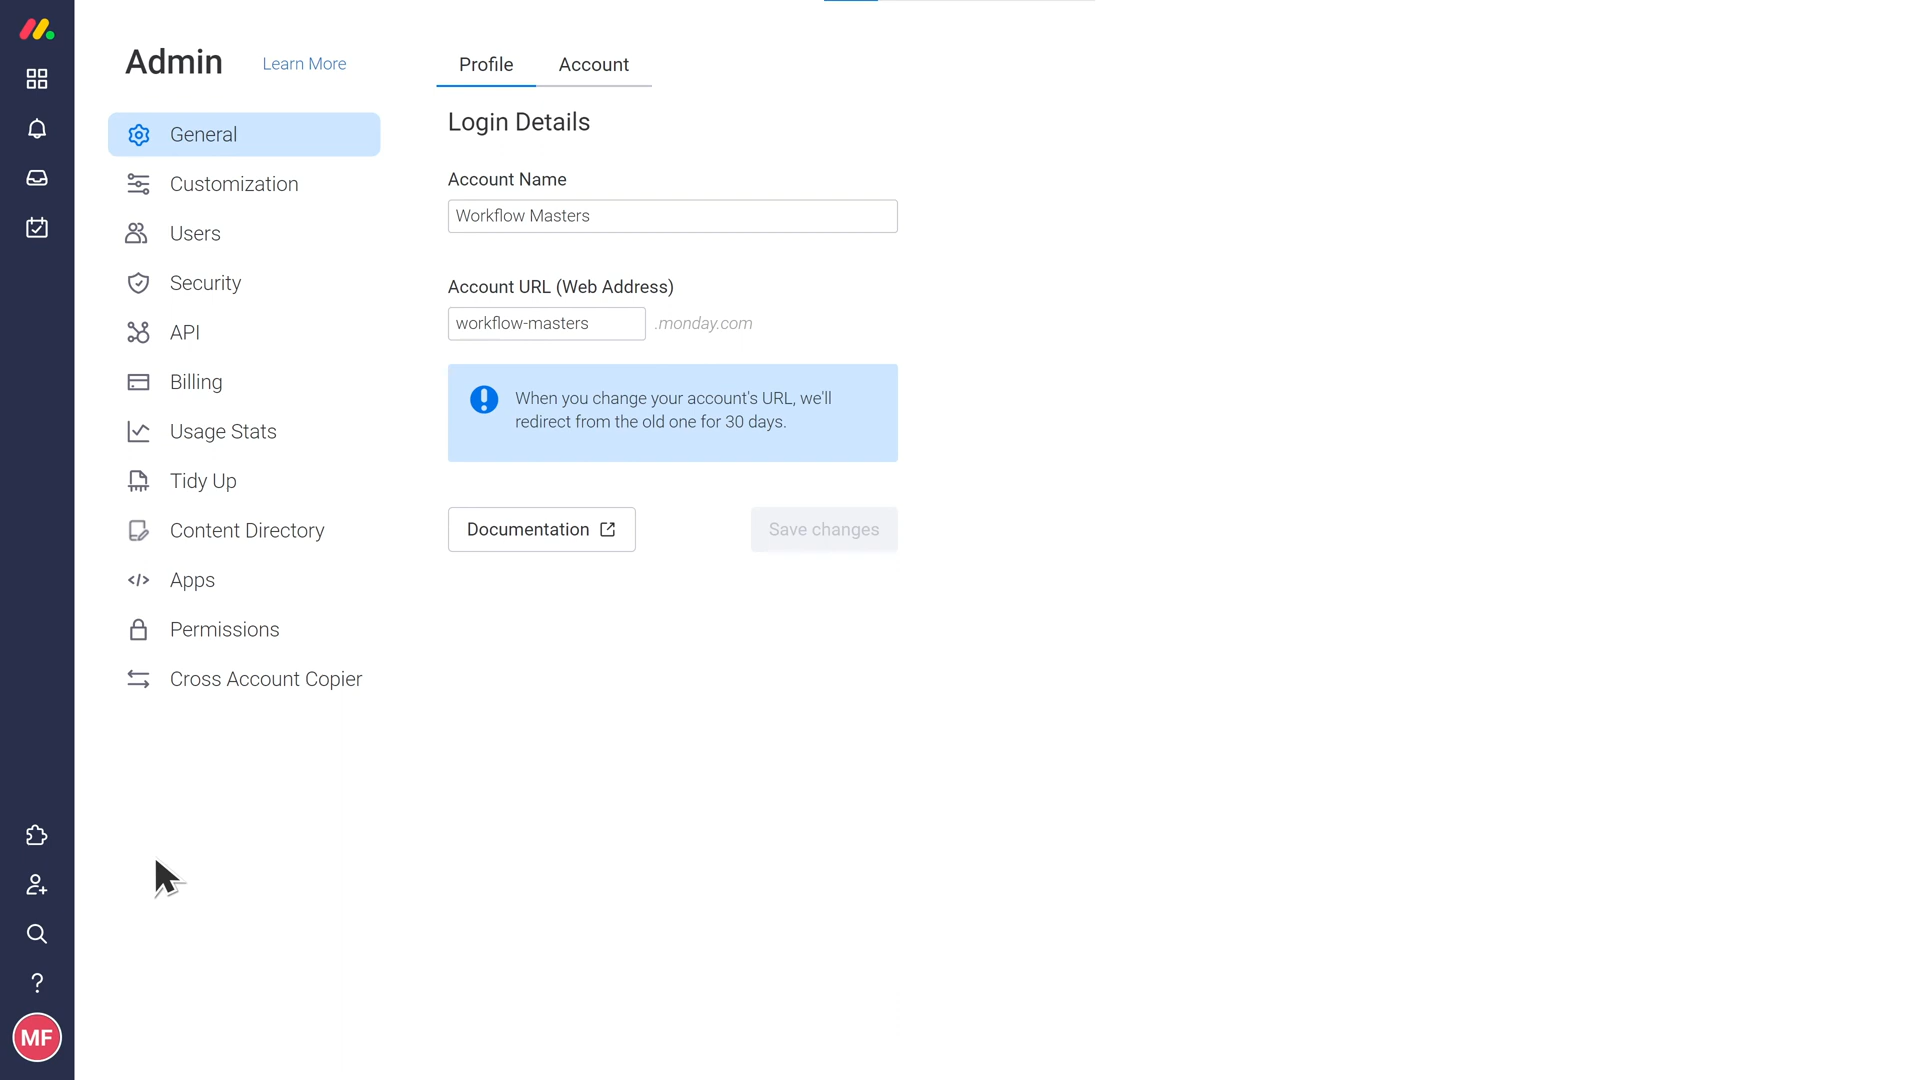 Admin
Learn More
General
Customization
Users
Security
API
Billing
Usage Stats
Tidy Up
Content Directory
Apps
Permissions
Cross Account Copier
Profile
Account
Login Details
Account Name
Workflow Masters
Account URL (Web Address)
workflow-masters
.monday.com
When you change your account's URL, we'll
redirect from the old one for 30 days.
Documentation
Save changes
?
MF